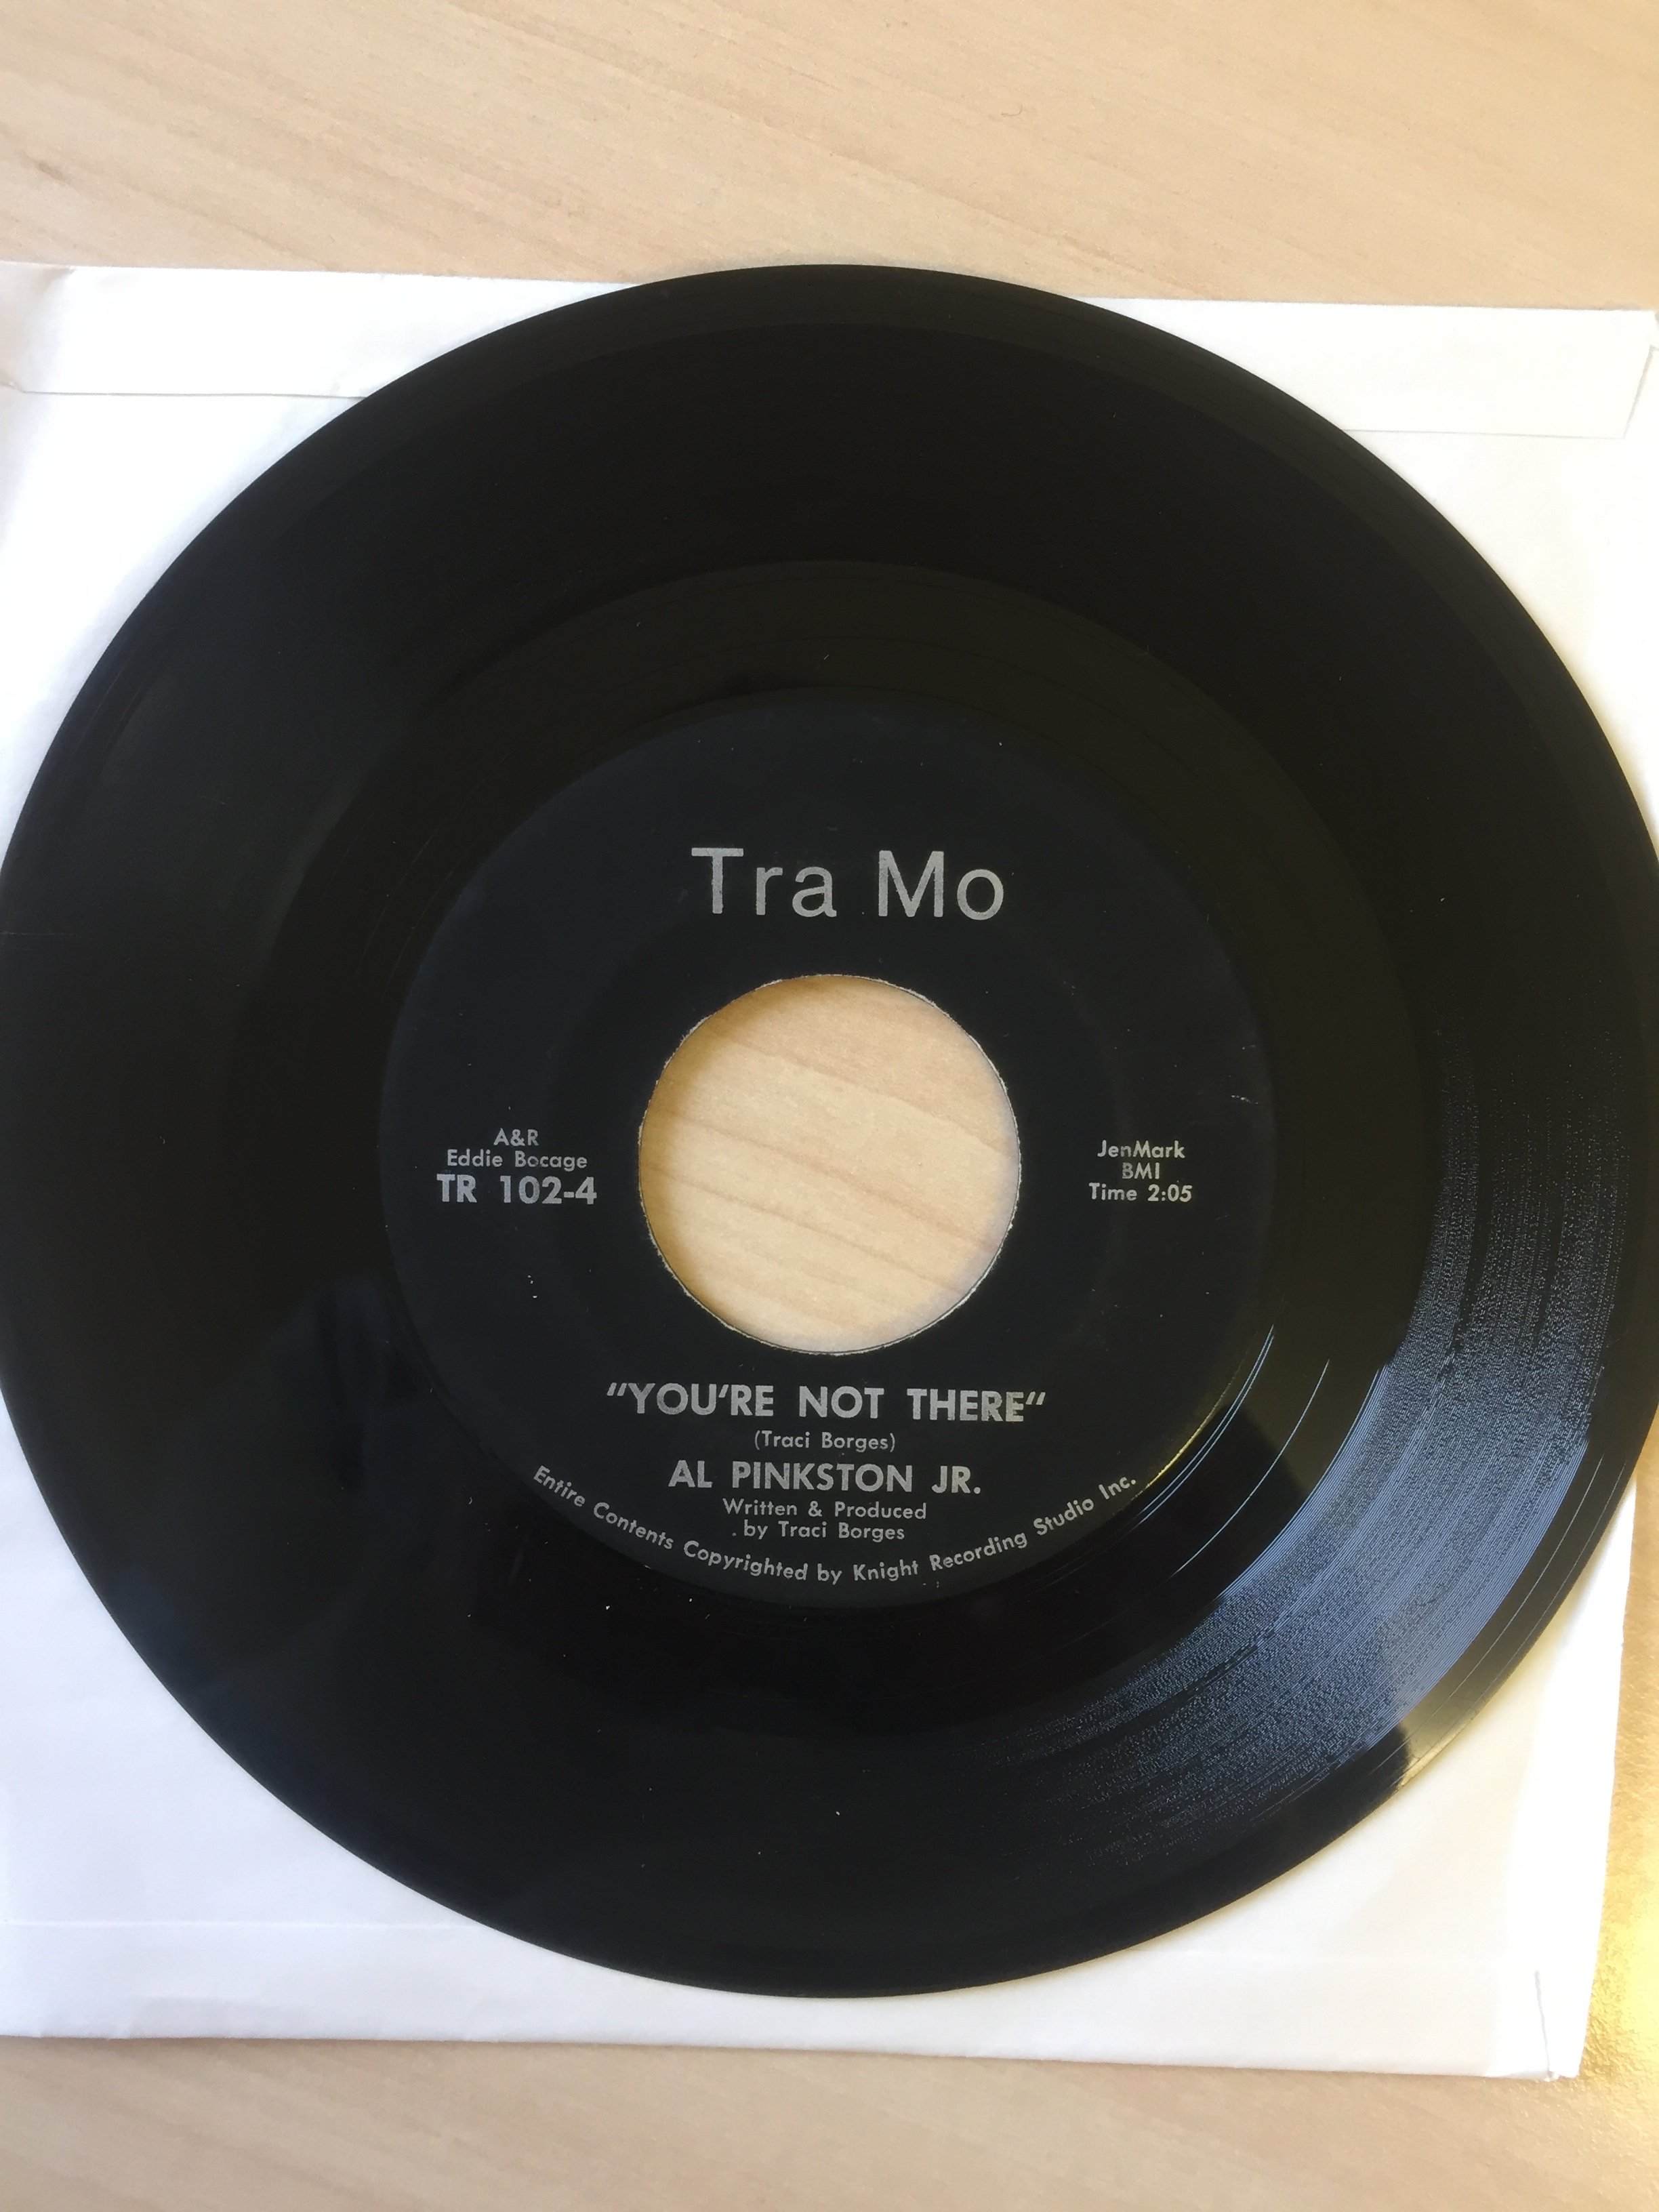 Tra Mo
A&R
Eddie Bocage
TR 102-4
JenMark
BMI
Time 2:05
"YOU'RE NOT THERE"
(Traci Borges)
AL PINKSTON JR.
Written & Produced
. by Traci Borges
Entire Contents Copyrighted by Knight Recording Studio Inc.